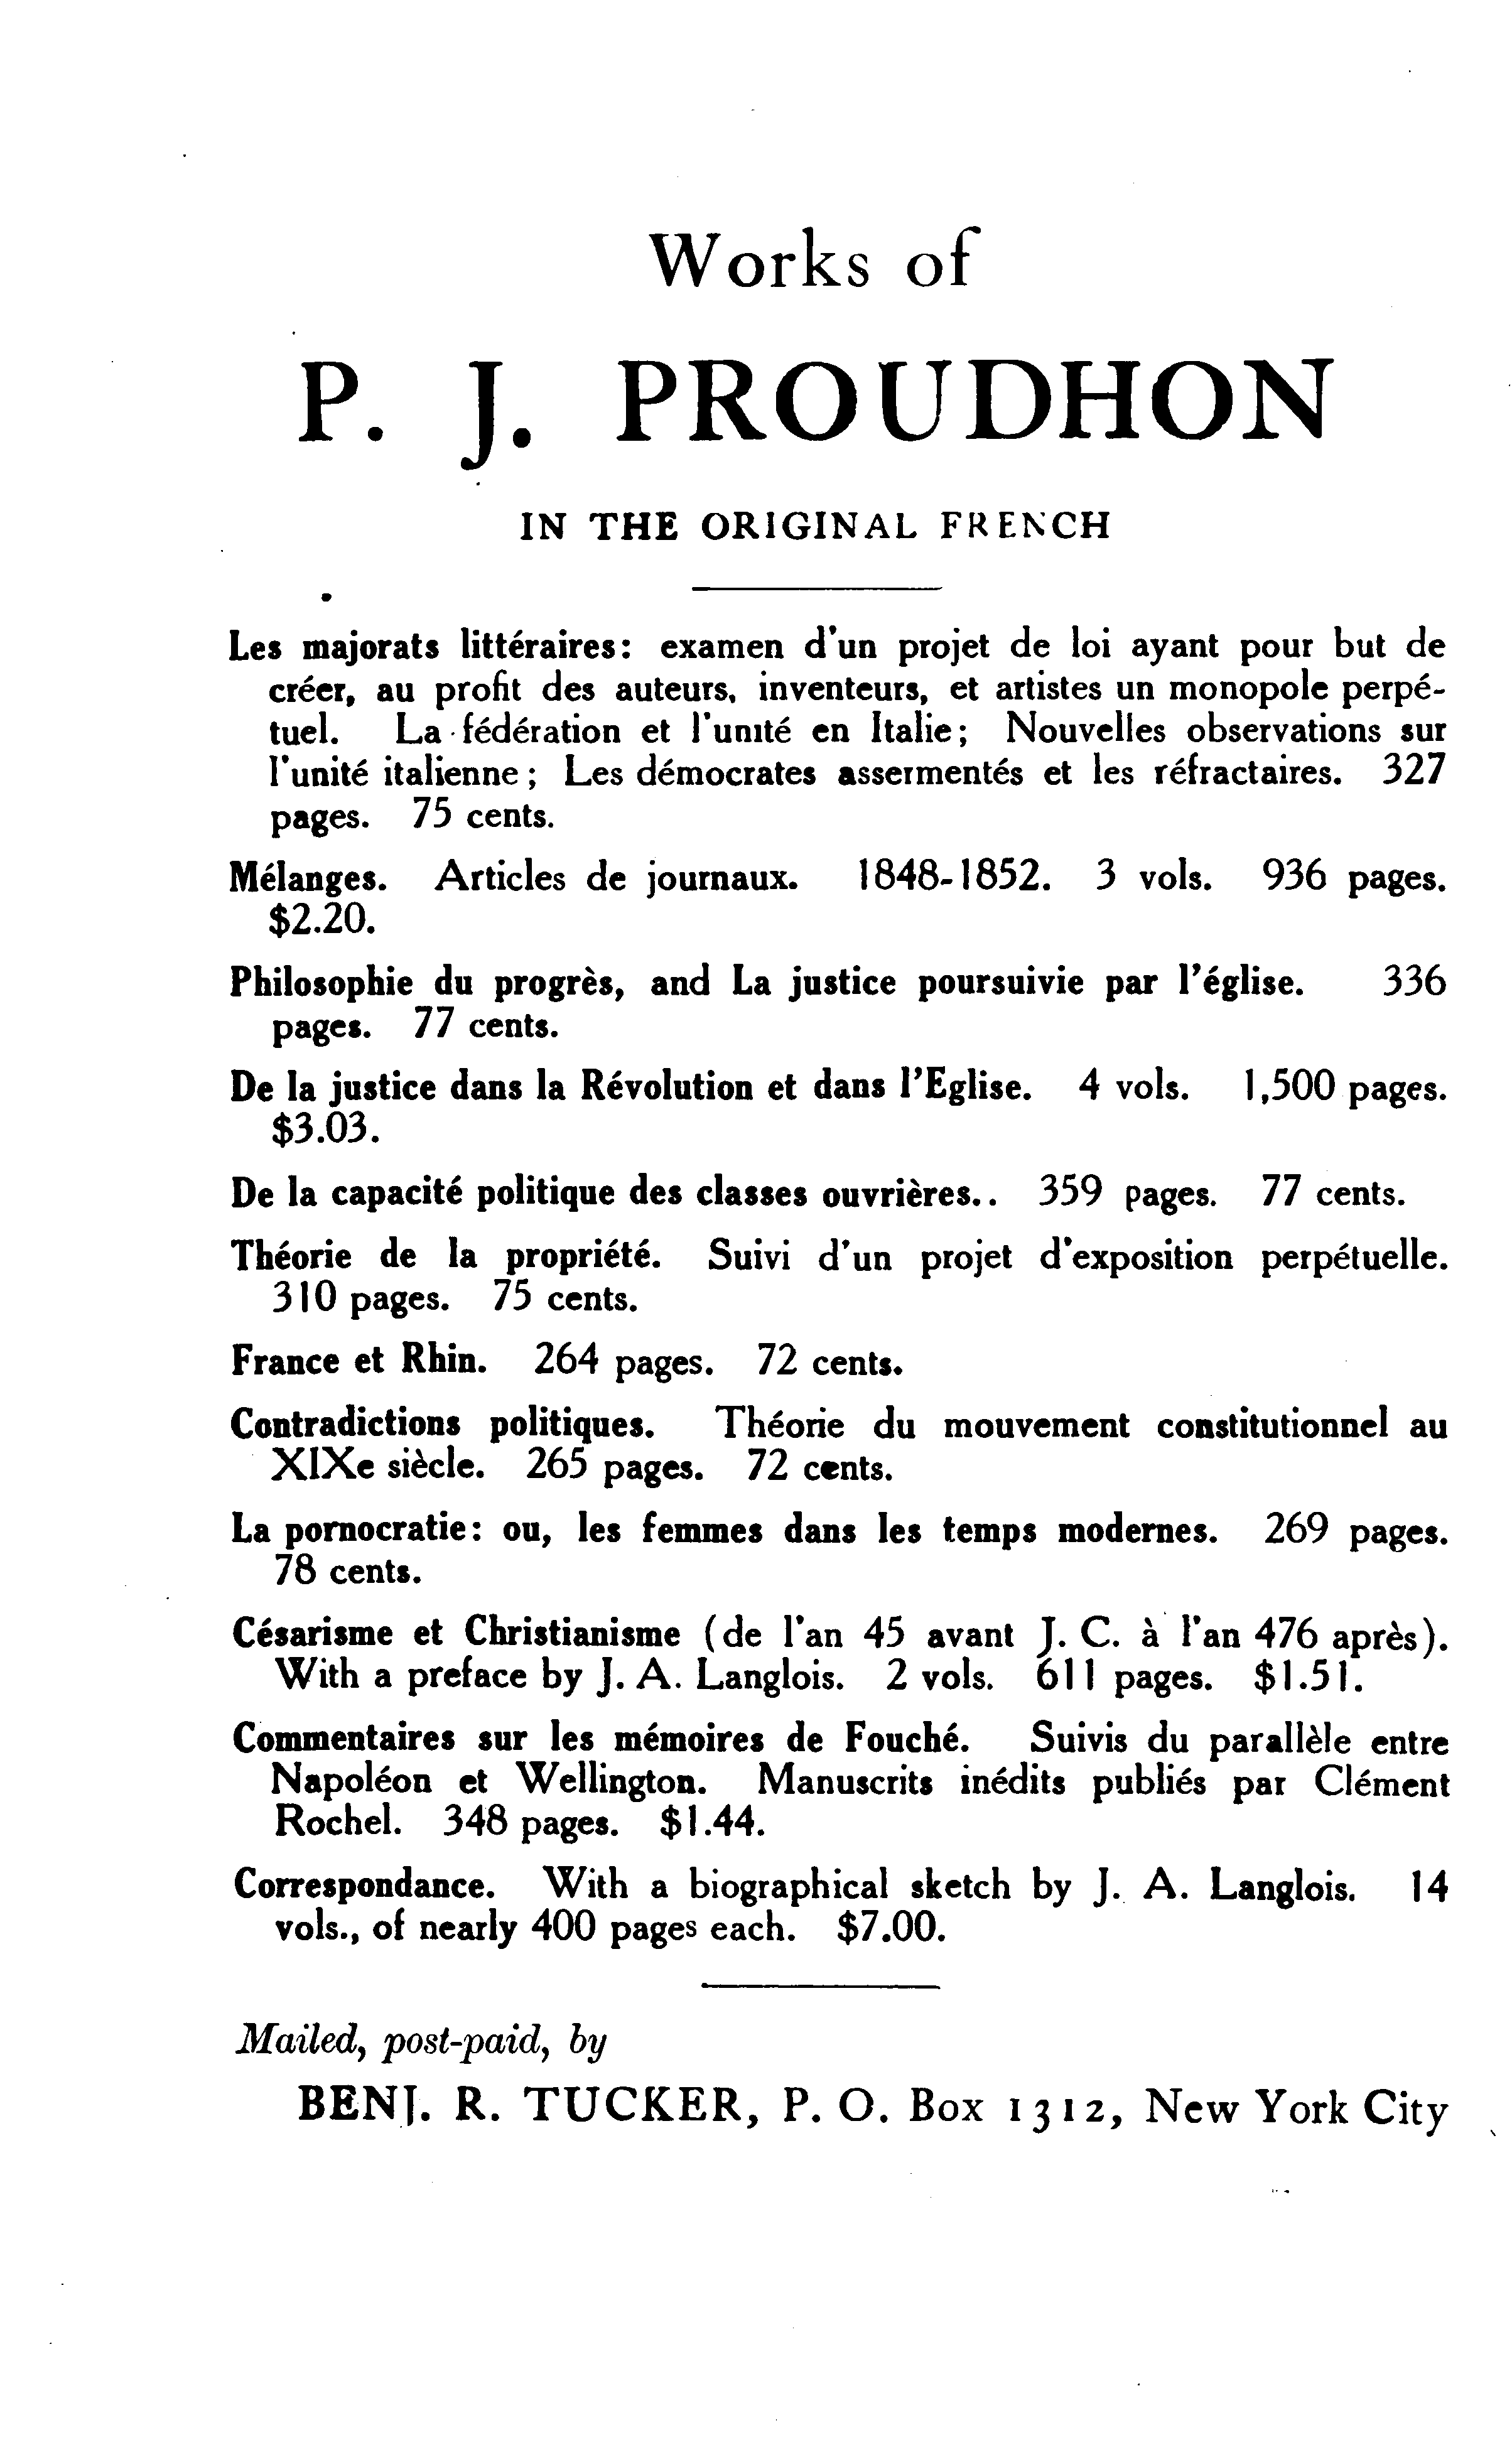 Works of
P. J. PROUDHON
IN THE ORIGINAL FRENCH
Les majorats littéraires: examen d'un projet de loi ayant pour but de
créer, au profit des auteurs, inventeurs, et artistes un monopole perpé-
tuel. La fédération et l'unité en Italie; Nouvelles observations sur
l'unité italienne; Les démocrates assermentés et les réfractaires. 327
pages. 75 cents.
Mélanges. Articles de journaux. 1848-1852. 3 vols. 936 pages.
$2.20.
Philosophie du progrès, and La justice poursuivie par l'église. 336
pages. 77 cents.
De la justice dans la Révolution et dans l'Eglise. 4 vols. 1,500 pages.
$3.03.
De la capacité politique des classes ouvrières.. 359 pages. 77 cents.
Théorie de la propriété. Suivi d'un projet d'exposition perpétuelle.
310 pages. 75 cents.
France et Rhin. 264 pages. 72 cents.
Contradictions politiques. Théorie du mouvement constitutionnel au
XIXe siècle. 265 pages. 72 cents.
La pornocratie: ou, les femmes dans les temps modernes. 269 pages.
78 cents.
Césarisme et Christianisme (de l'an 45 avant J. C. à l'an 476 après).
With a preface by J. A. Langlois. 2 vols. 611 pages. $1.51.
Commentaires sur les mémoires de Fouché. Suivis du parallèle entre
Napoléon et Wellington. Manuscrits inédits publiés par Clément
Rochel. 348 pages. $1.44.
Correspondance. With a biographical sketch by J. A. Langlois. 14
vols., of nearly 400 pages each. $7.00.
Mailed, post-paid, by
BENJ. R. TUCKER, P. O. Box 1312, New York City